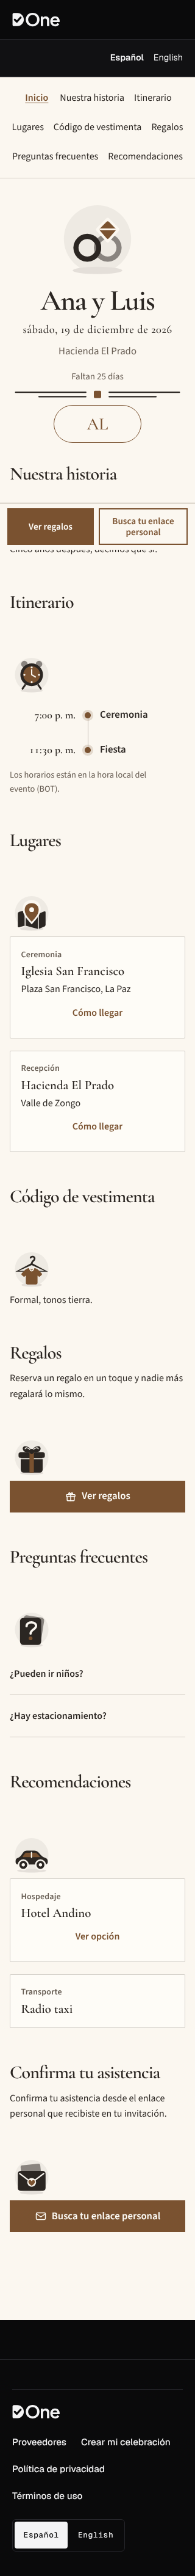 One
Español English
Inicio Nuestra historia Itinerario
Lugares Código de vestimenta Regalos
Preguntas frecuentes Recomendaciones
Ana y Luis
sábado, 19 de diciembre de 2026
Hacienda El Prado
Faltan 25 días
AL
Nuestra historia
Ver regalos
Busca tu enlace
personal
Cinco años después, decimos que sí.
Itinerario
7:00 p. m. Ceremonia
11:30 p. m. Fiesta
Los horarios están en la hora local del
evento (BOT).
Lugares
Ceremonia
Iglesia San Francisco
Plaza San Francisco, La Paz
Cómo llegar
Recepción
Hacienda El Prado
Valle de Zongo
Cómo llegar
Código de vestimenta
Formal, tonos tierra.
Regalos
Reserva un regalo en un toque y nadie más
regalará lo mismo.
Ver regalos
Preguntas frecuentes
?
¿Pueden ir niños?
¿Hay estacionamiento?
Recomendaciones
Hospedaje
Hotel Andino
Ver opción
Transporte
Radio taxi
Confirma tu asistencia
Confirma tu asistencia desde el enlace
personal que recibiste en tu invitación.
Busca tu enlace personal
One
Proveedores Crear mi celebración
Política de privacidad
Términos de uso
Español English